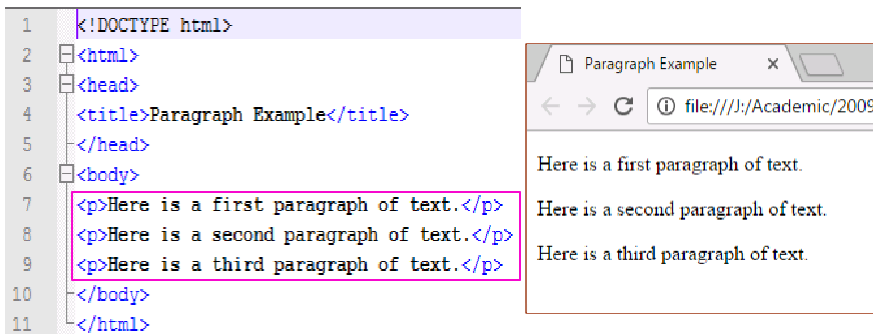 1 <!DOCTYPE html>
2 <html>
3 <head>
4 <title>Paragraph Example</title>
5 </head>
6 <body>
7 <p>Here is a first paragraph of text.</p>
8 <p>Here is a second paragraph of text.</p>
9 <p>Here is a third paragraph of text.</p>
10 </body>
11 </html>
Paragraph Example
file:///J:/Academic/2009
Here is a first paragraph of text.
Here is a second paragraph of text.
Here is a third paragraph of text.